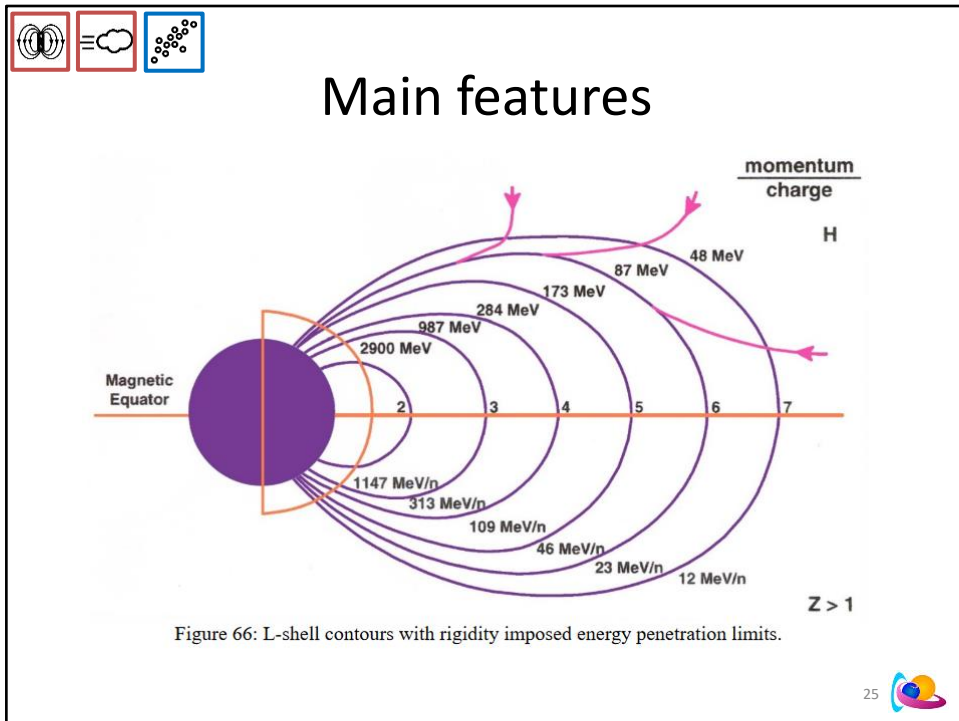 Main features
momentum
charge
H
48 MeV
87 MeV
173 MeV
284 MeV
987 MeV
2900 MeV
Magnetic
Equator
2 3 4 5 6 7
1147 MeV/n
313 MeV/n
109 MeV/n
46 MeV/n
23 MeV/n
12 MeV/n
Z > 1
Figure 66: L-shell contours with rigidity imposed energy penetration limits.
25